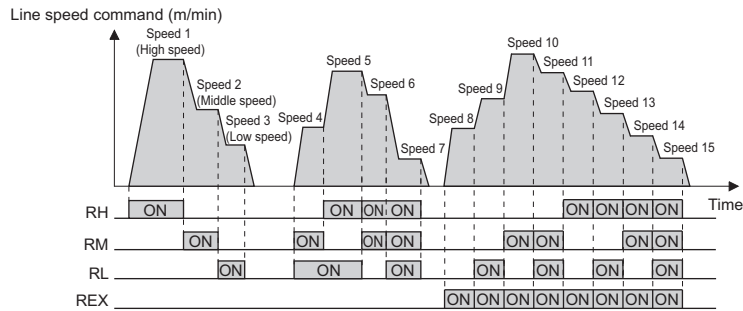 Line speed command (m/min)
Speed 1
(High speed)
Speed 2
(Middle speed)
Speed 3
(Low speed)
Speed 4
Speed 5
Speed 6
Speed 7
Speed 8
Speed 9
Speed 10
Speed 11
Speed 12
Speed 13
Speed 14
Speed 15
Time
RH ON ON ON ON ON ON ON ON
RM ON ON ON ON ON ON ON ON
RL ON ON ON ON ON ON ON
REX ON ON ON ON ON ON ON ON